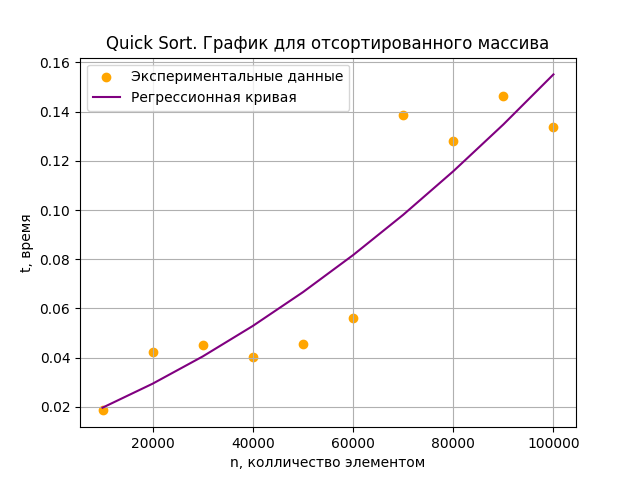 Quick Sort. График для отсортированного массива
Экспериментальные данные
Регрессионная кривая
0.16
0.14
0.12
0.10
0.08
0.06
0.04
0.02
t, время
20000 40000 60000 80000 100000
n, колличество элементом